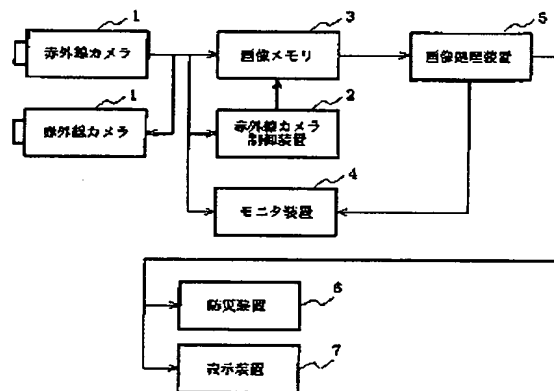 1
赤外線カメラ
3
画像メモリ
5
画像処理装置
1
赤外線カメラ
2
赤外線カメラ
制御装置
4
モニタ装置
6
防災装置
7
表示装置